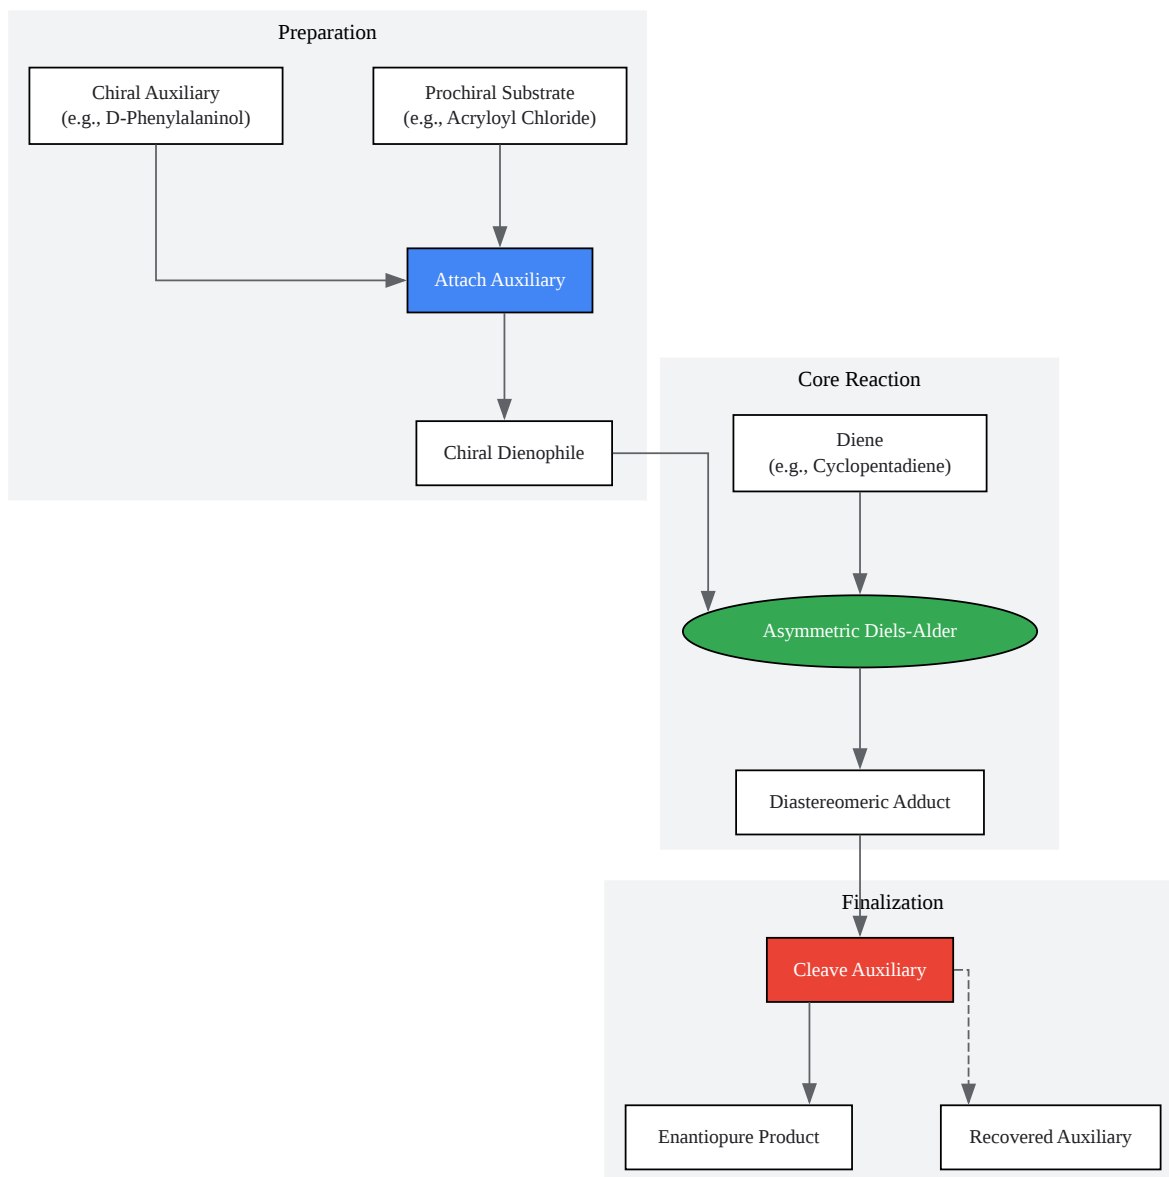 Preparation
Chiral Auxiliary
(e.g., D-Phenylalaninol)
Prochiral Substrate
(e.g., Acryloyl Chloride)
Attach Auxiliary
Chiral Dienophile
Core Reaction
Diene
(e.g., Cyclopentadiene)
Asymmetric Diels-Alder
Diastereomeric Adduct
Finalization
Cleave Auxiliary
Enantiopure Product
Recovered Auxiliary